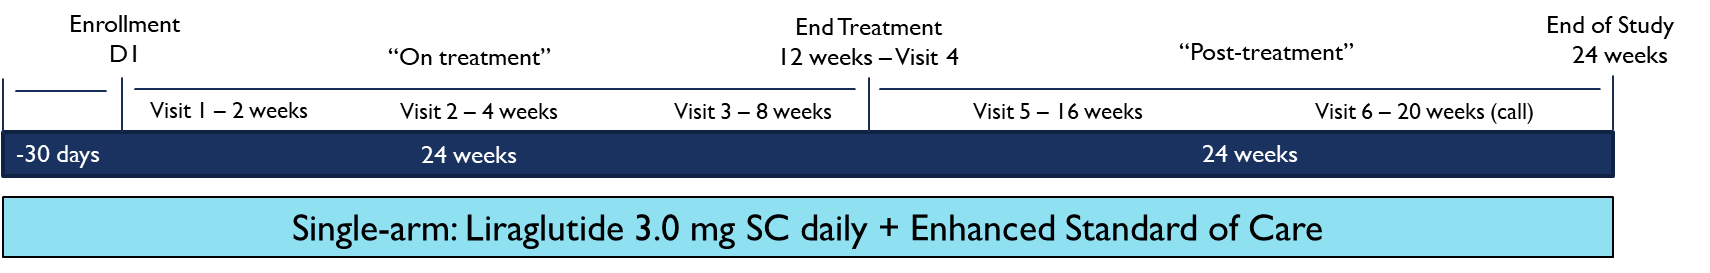 Enrollment
D1
“On treatment”
End Treatment
12 weeks – Visit 4
“Post-treatment”
End of Study
24 weeks
Visit 1 – 2 weeks
Visit 2 – 4 weeks
Visit 3 – 8 weeks
Visit 5 – 16 weeks
Visit 6 – 20 weeks (call)
-30 days
24 weeks
24 weeks
Single-arm: Liraglutide 3.0 mg SC daily + Enhanced Standard of Care